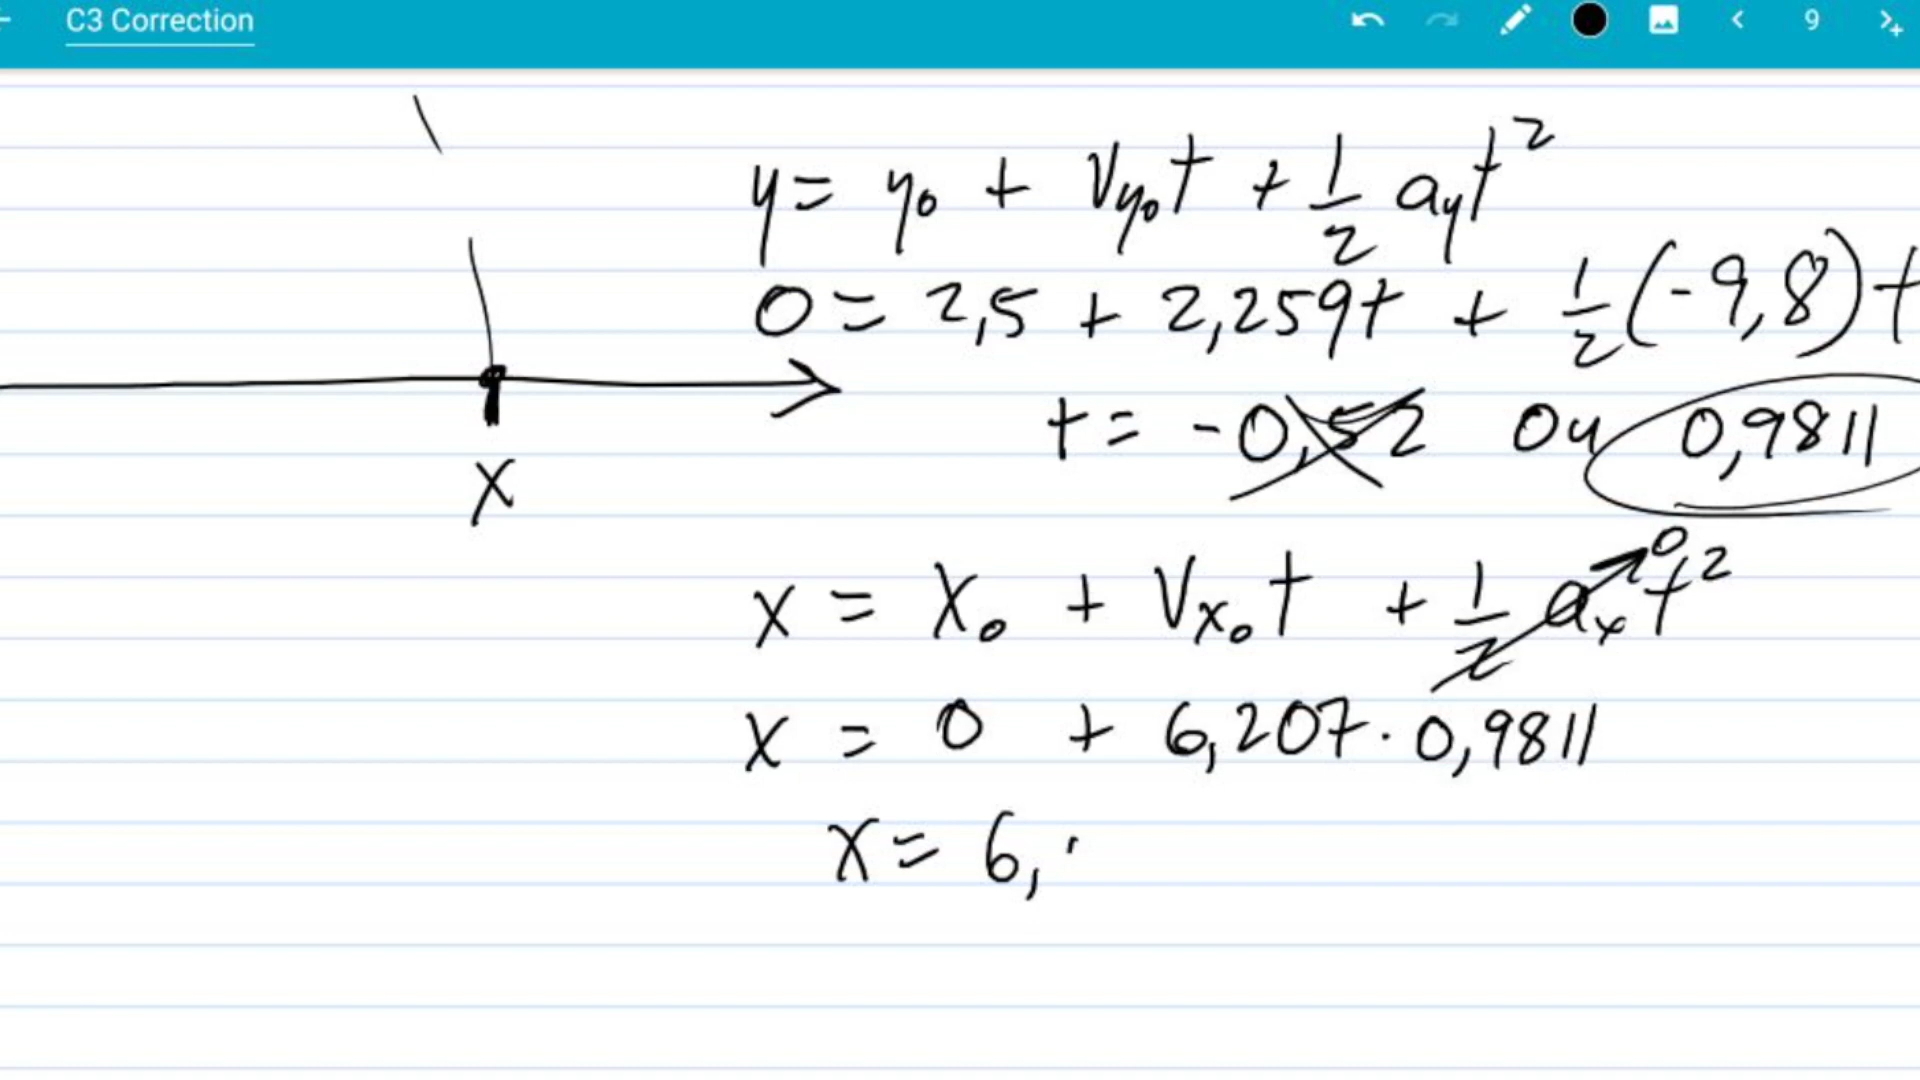 C3 Correction
9
y = y₀ + Vy₀t + 1/2 ayt²
0 = 2,5 + 2,259t + 1/2 (-9,8) t
t = -0,52 ou 0,9811
x
x = x₀ + Vx₀t + 1/2 axt² 0
x = 0 + 6,207 · 0,9811
x = 6,